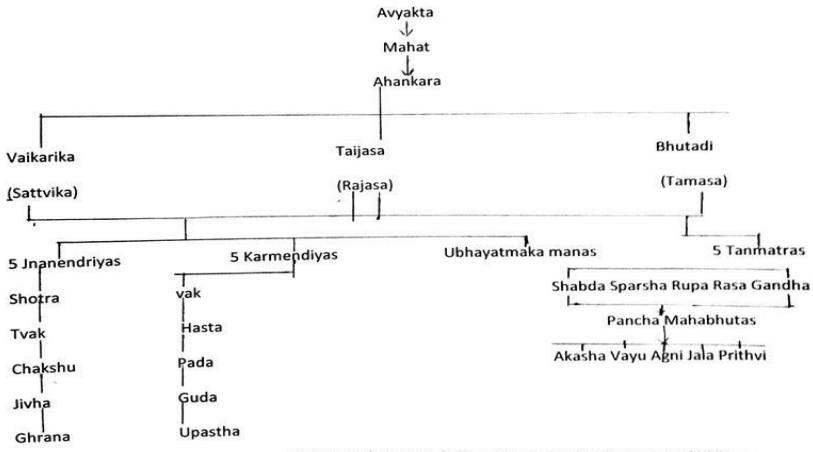 Avyakta
Mahat
Ahankara
Vaikarika
(Sattvika)
Taijasa
(Rajasa)
Bhutadi
(Tamasa)
5 Jnanendriyas
Shotra
Tvak
Chakshu
Jivha
Ghrana
5 Karmendiyas
vak
Hasta
Pada
Guda
Upastha
Ubhayatmaka manas
5 Tanmatras
Shabda Sparsha Rupa Rasa Gandha
Pancha Mahabhutas
Akasha Vayu Agni Jala Prithvi